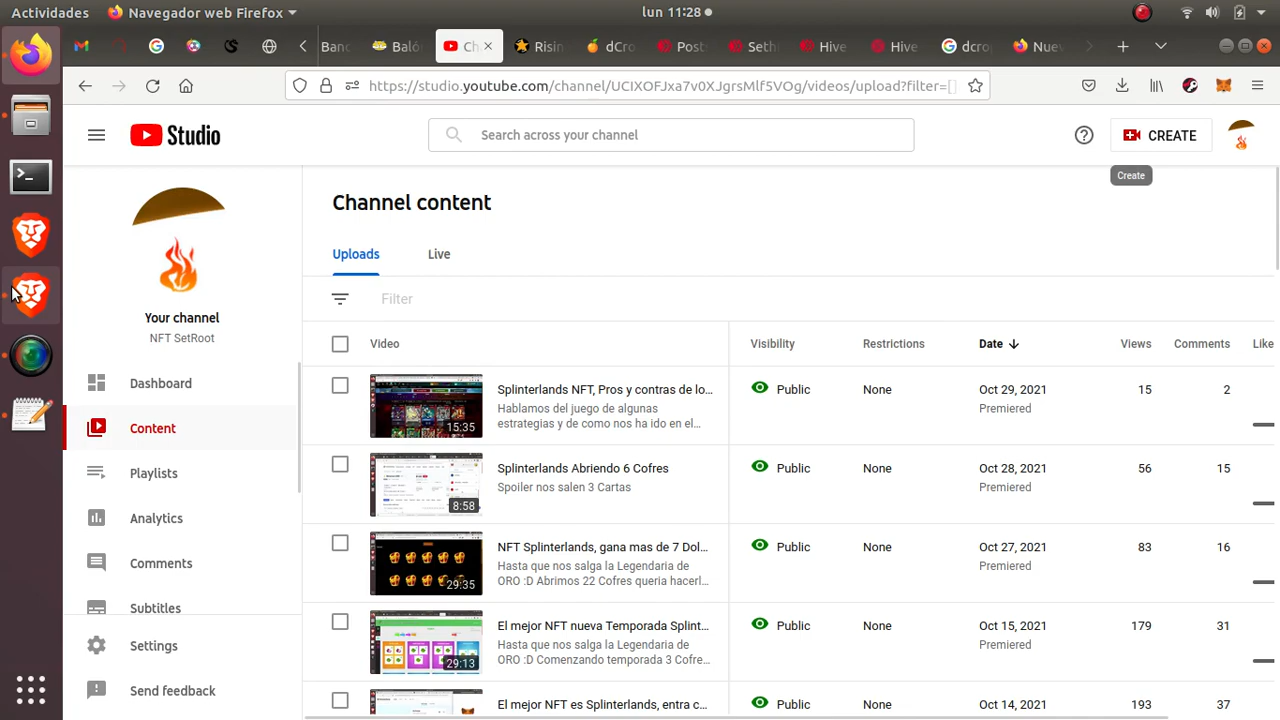 Actividades
Navegador web Firefox
lun 11:28
Banc
Baló
Ch
Risin
dCro
Post
Seth
Hive
Hive
dcro
Nuev
https://studio.youtube.com/channel/UCIXOFJxa7v0XJgrsMlf5VOg/videos/upload?filter=[]
Studio
Search across your channel
CREATE
Create
Your channel
NFT SetRoot
Dashboard
Content
Playlists
Analytics
Comments
Subtitles
Settings
Send feedback
Channel content
Uploads
Live
Filter
Video
Visibility
Restrictions
Date
Views
Comments
Like
15:35
Splinterlands NFT, Pros y contras de lo...
Hablamos del juego de algunas
estrategias y de como nos ha ido en el...
Public
None
Oct 29, 2021
Premiered
15
2
8:58
Splinterlands Abriendo 6 Cofres
Spoiler nos salen 3 Cartas
Public
None
Oct 28, 2021
Premiered
56
15
29:35
NFT Splinterlands, gana mas de 7 Dol...
Hasta que nos salga la Legendaria de
ORO :D Abrimos 22 Cofres queria hacerl...
Public
None
Oct 27, 2021
Premiered
83
16
29:13
El mejor NFT nueva Temporada Splint...
Hasta que nos salga la Legendaria de
ORO :D Comenzando temporada 3 Cofre...
Public
None
Oct 15, 2021
Premiered
179
31
El mejor NFT es Splinterlands, entra c...
Public
None
Oct 14, 2021
193
37